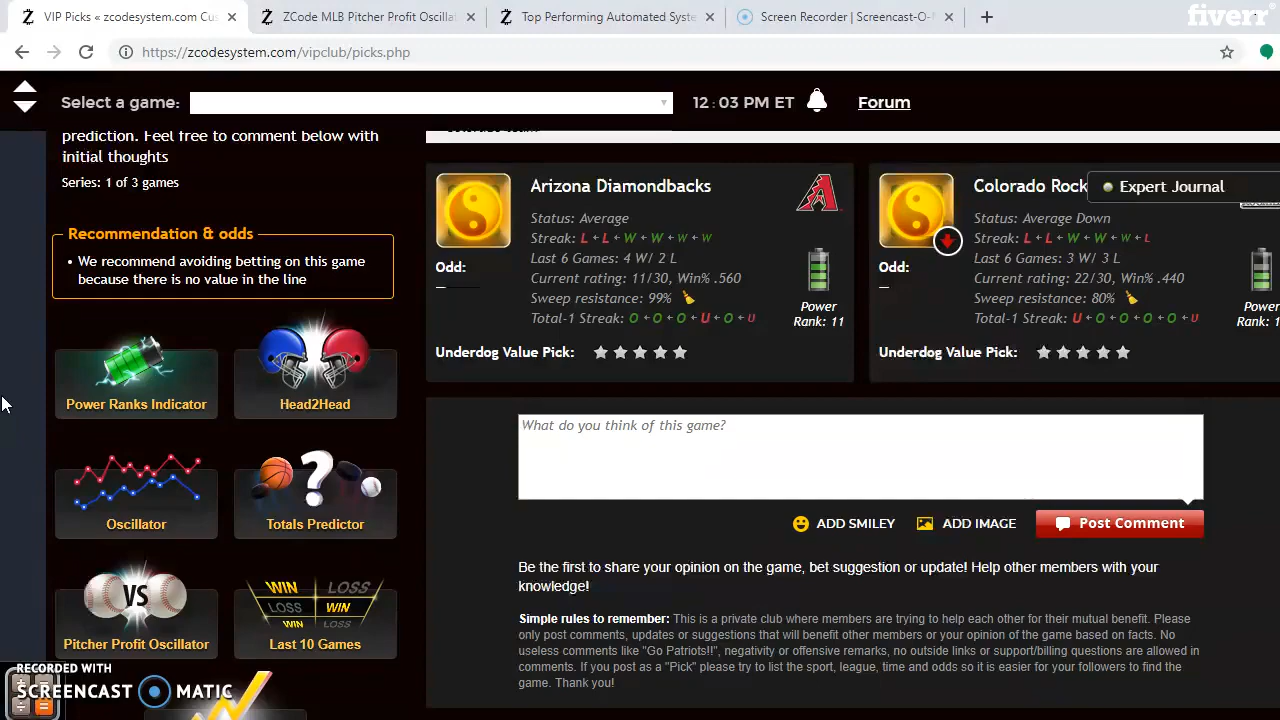 VIP Picks « zcodesystem.com Cus
ZCode MLB Pitcher Profit Oscillat
Top Performing Automated Syste
Screen Recorder | Screencast-O-M
fiverr
https://zcodesystem.com/vipclub/picks.php
Select a game:
12:03 PM ET
Forum
prediction. Feel free to comment below with
initial thoughts
Series: 1 of 3 games
Recommendation & odds
• We recommend avoiding betting on this game
because there is no value in the line
Power Ranks Indicator
Head2Head
Oscillator
Totals Predictor
VS
Pitcher Profit Oscillator
WIN LOSS
LOSS WIN
WIN LOSS
Last 10 Games
RECORDED WITH
SCREENCAST MATIC
Arizona Diamondbacks
Status: Average
Streak: L ← L ← W ← W ← W ← W
Last 6 Games: 4 W/ 2 L
Current rating: 11/30, Win% .560
Sweep resistance: 99%
Total-1 Streak: O ← O ← O ← U ← O ← U
Odd:
Power
Rank: 11
Underdog Value Pick:
Colorado Rock
Expert Journal
Status: Average Down
Streak: L ← L ← W ← W ← W ← L
Last 6 Games: 3 W/ 3 L
Current rating: 22/30, Win% .440
Sweep resistance: 80%
Total-1 Streak: U ← O ← O ← O ← O ← U
Odd:
Power
Rank: 1
Underdog Value Pick:
What do you think of this game?
ADD SMILEY
ADD IMAGE
Post Comment
Be the first to share your opinion on the game, bet suggestion or update! Help other members with your
knowledge!
Simple rules to remember: This is a private club where members are trying to help each other for their mutual benefit. Please
only post comments, updates or suggestions that will benefit other members or your opinion of the game based on facts. No
useless comments like "Go Patriots!!", negativity or offensive remarks, no outside links or support/billing questions are allowed in
comments. If you post as a "Pick" please try to list the sport, league, time and odds so it is easier for your followers to find the
game. Thank you!